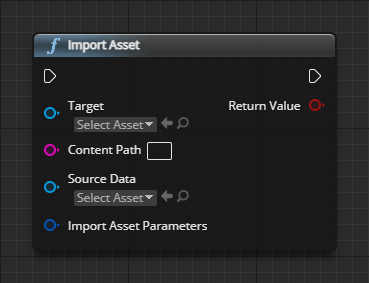 Import Asset
Target
Return Value
Select Asset
Content Path
Source Data
Select Asset
Import Asset Parameters